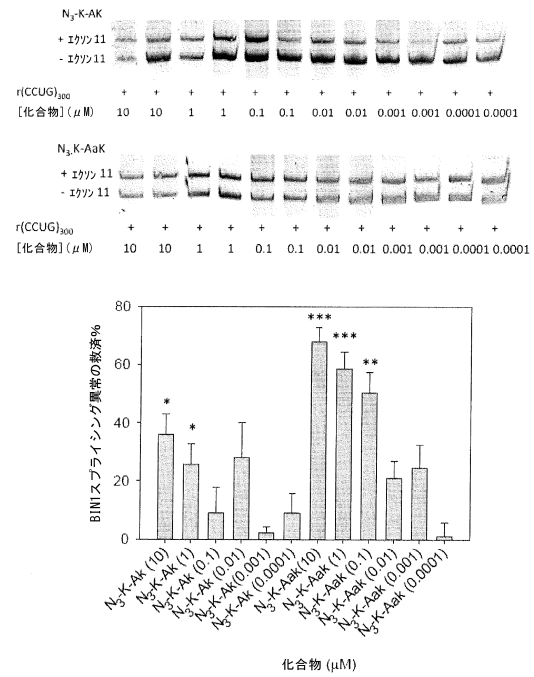 N3-K-AK
+ エクソン 11
- エクソン 11
r(CCUG)300 + + + + + + + + + + + +
[化合物](μM) 10 10 1 1 0.1 0.1 0.01 0.01 0.001 0.001 0.0001 0.0001
N3-K-AaK
+ エクソン 11
- エクソン 11
r(CCUG)300 + + + + + + + + + + + +
[化合物](μM) 10 10 1 1 0.1 0.1 0.01 0.01 0.001 0.001 0.0001 0.0001
BIN1スプライシング異常の救済%
80
60
40
20
0
* * *** *** **
N3-K-Ak (10)
N3-K-Ak (1)
N3-K-Ak (0.1)
N3-K-Ak (0.01)
N3-K-Ak(0.001)
N3-K-Ak (0.0001)
N3-K-Aak(10)
N3-K-Aak (1)
N3-K-Aak (0.1)
N3-K-Aak (0.01)
N3-K-Aak (0.001)
N3-K-Aak (0.0001)
化合物 (μM)